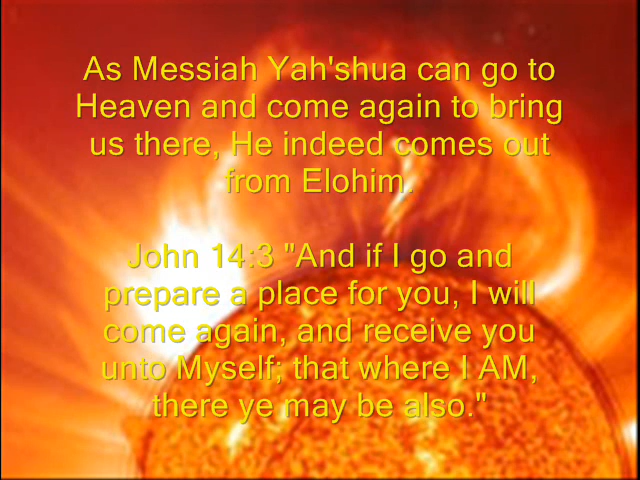 As Messiah Yah'shua can go to
Heaven and come again to bring
us there, He indeed comes out
from Elohim.
John 14:3 "And if I go and
prepare a place for you, I will
come again, and receive you
unto Myself; that where I AM,
there ye may be also."